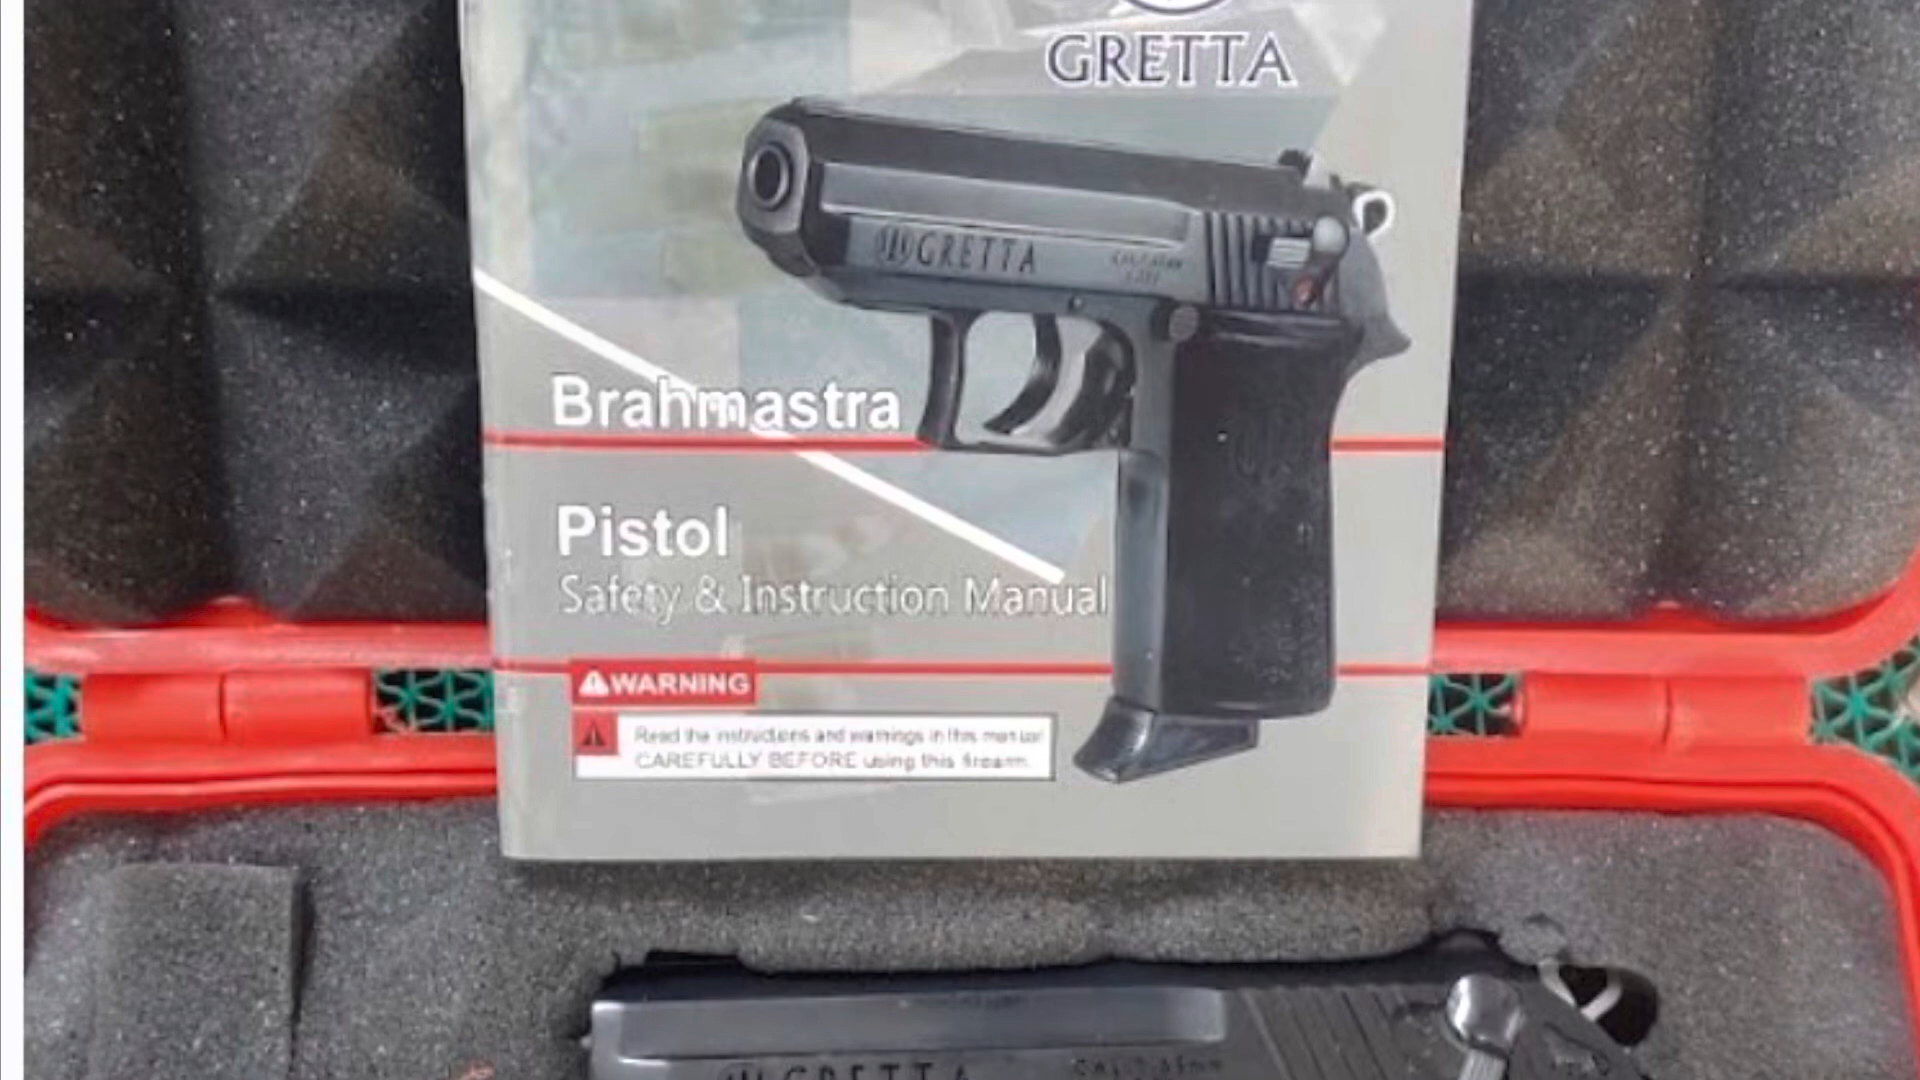 GRETTA
GRETTA
Brahmastra
Pistol
Safety & Instruction Manual
WARNING
Read the instructions and warnings in this manual
CAREFULLY BEFORE using this firearm.
GRETTA